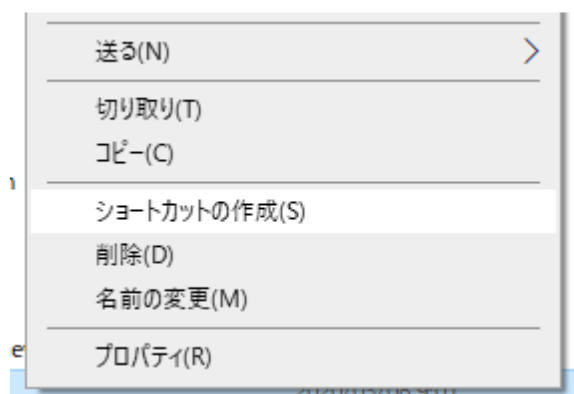 送る(N)
切り取り(T)
コピー(C)
ショートカットの作成(S)
削除(D)
名前の変更(M)
プロパティ(R)